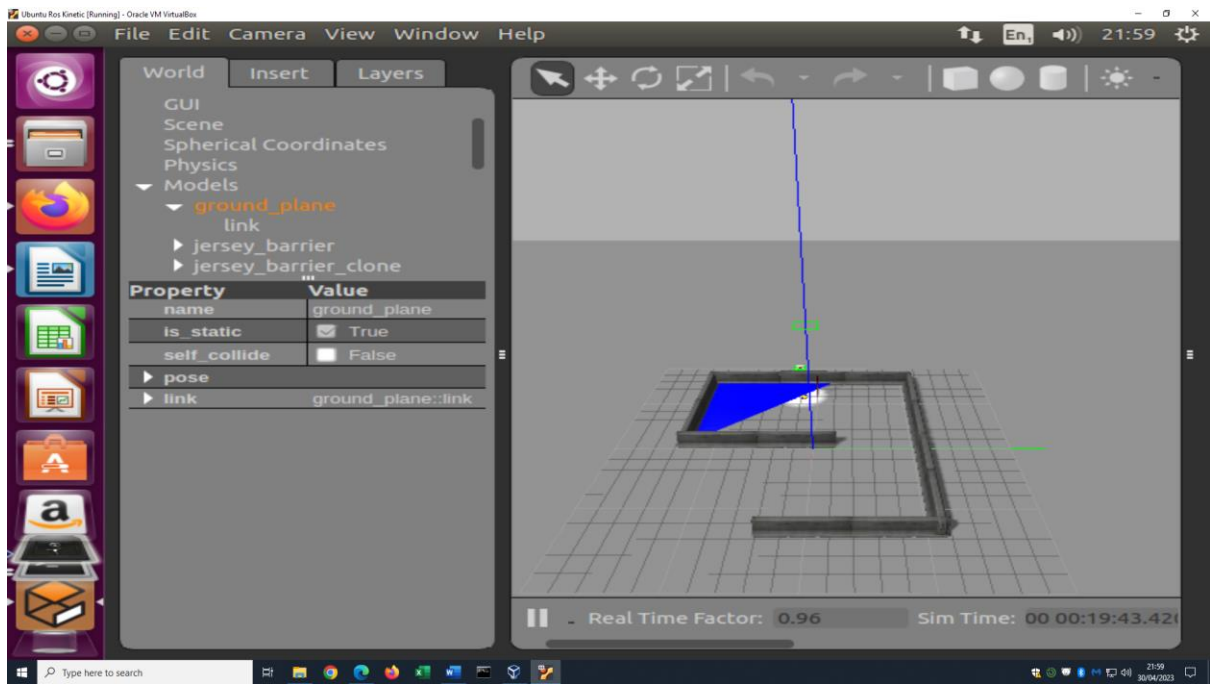 Ubuntu Ros Kinetic [Running] - Oracle VM VirtualBox
File Edit Camera View Window Help
En 21:59
World Insert Layers
GUI
Scene
Spherical Coordinates
Physics
Models
ground_plane
link
jersey_barrier
jersey_barrier_clone
Property Value
name ground_plane
is_static True
self_collide False
pose
link ground_plane::link
a
Real Time Factor: 0.96 Sim Time: 00 00:19:43.426
Type here to search
21:59
30/04/2023